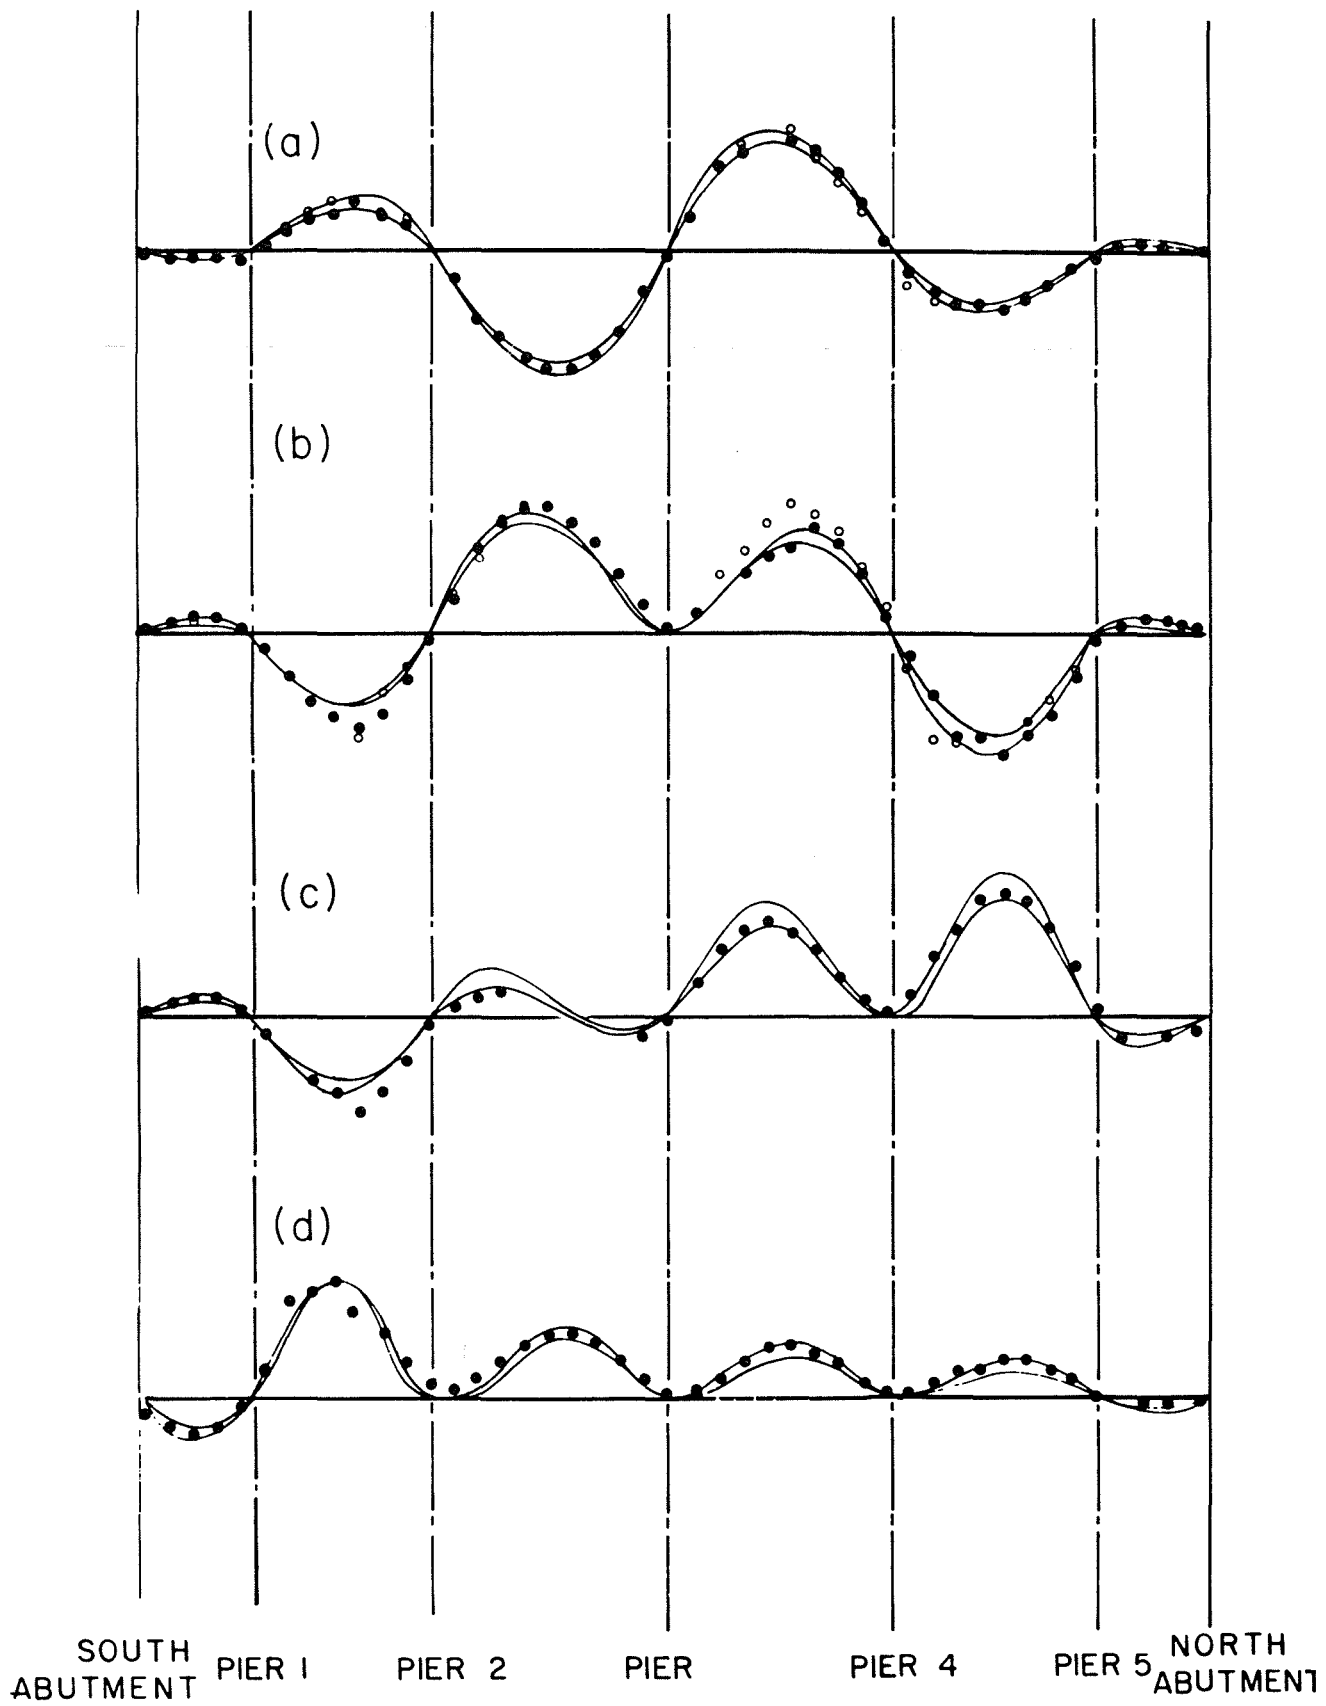 (a)
(b)
(c)
(d)
SOUTH
ABUTMENT
PIER 1
PIER 2
PIER
PIER 4
PIER 5
NORTH
ABUTMENT